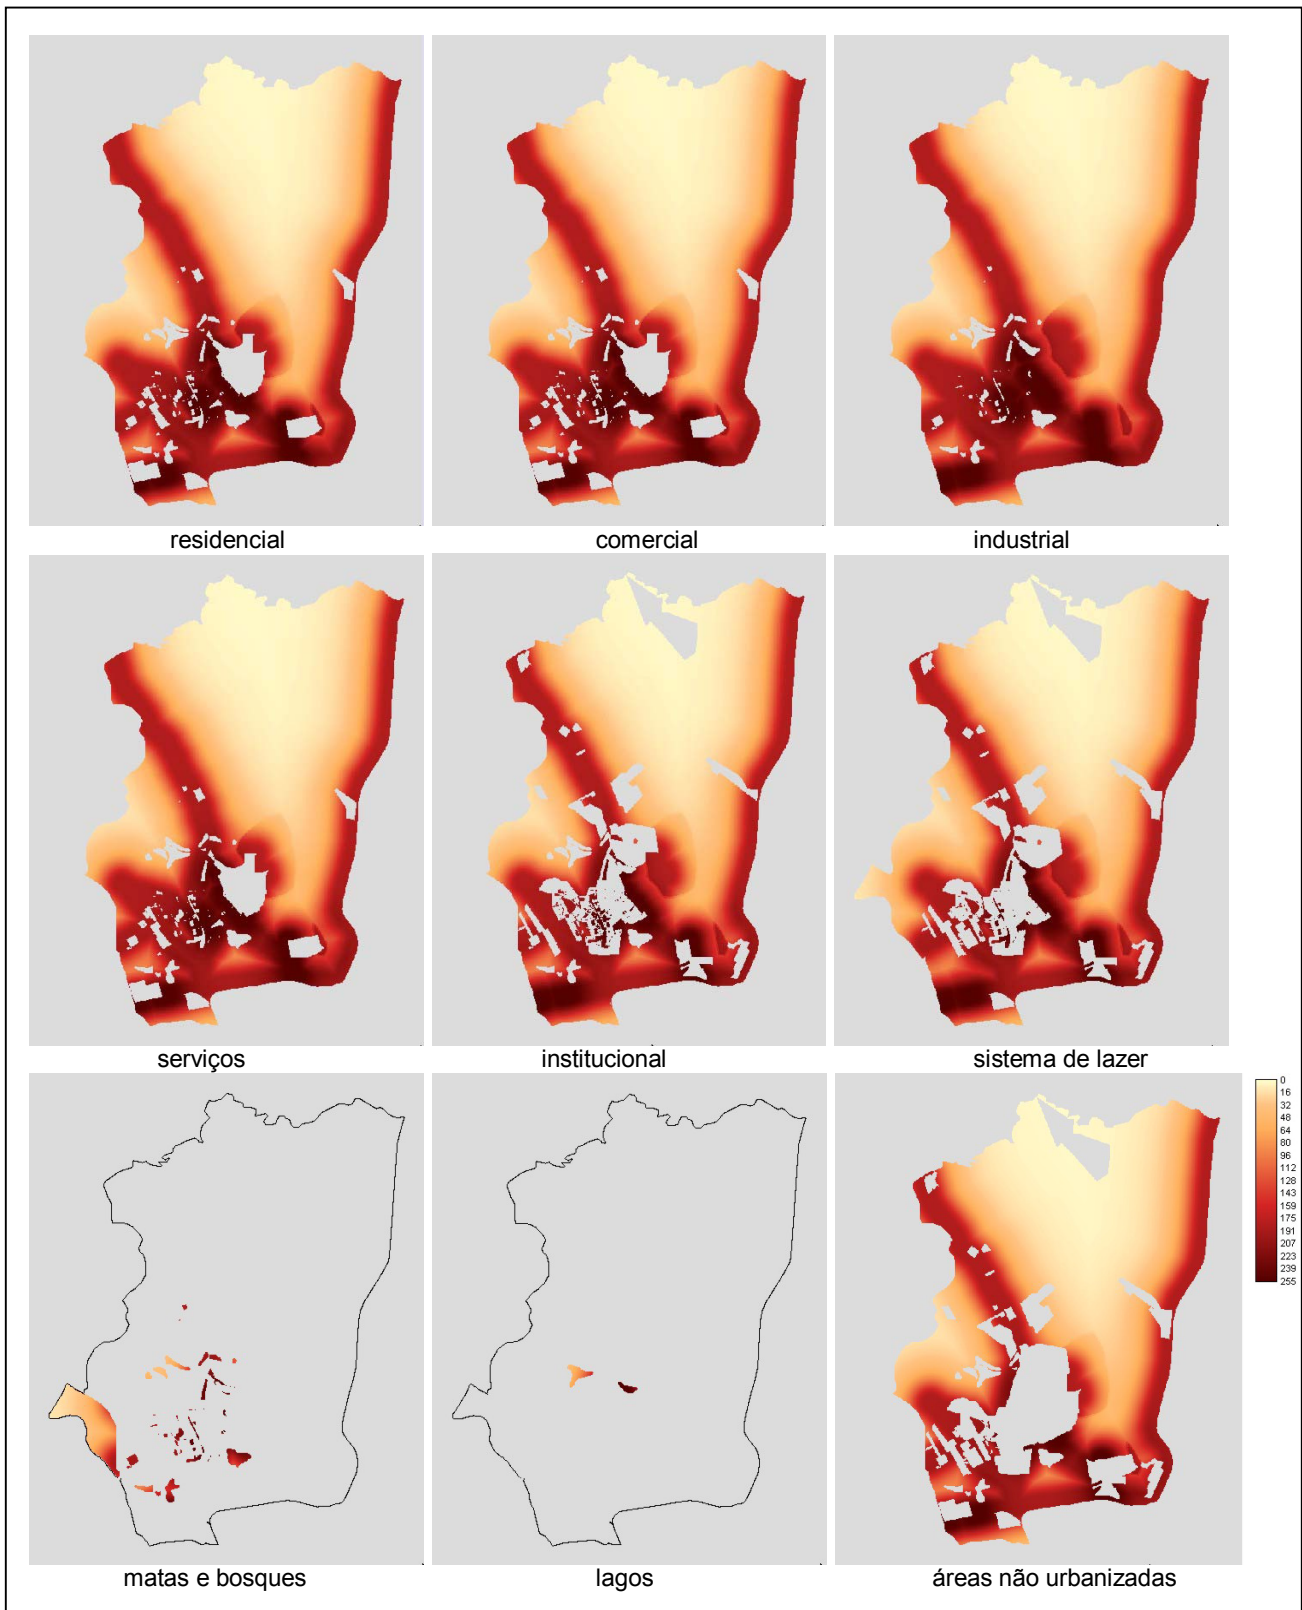 residencial
comercial
industrial
serviços
institucional
sistema de lazer
0
16
32
48
64
80
96
112
128
143
159
175
191
207
223
239
255
matas e bosques
lagos
áreas não urbanizadas